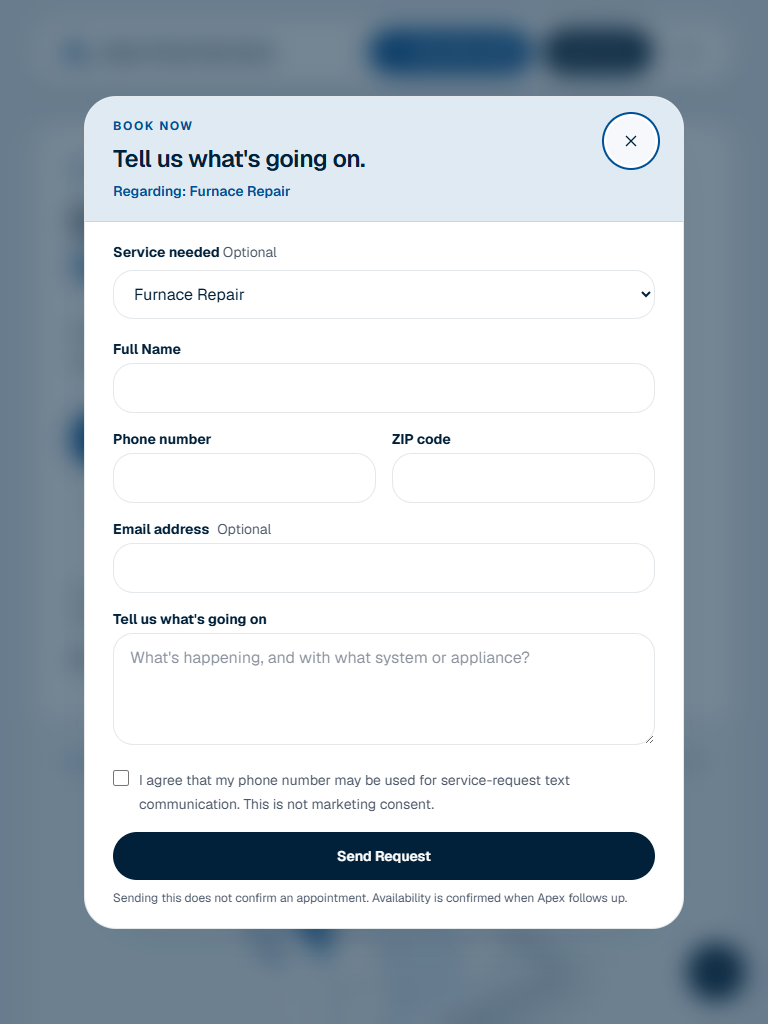 BOOK NOW
Tell us what's going on.
Regarding: Furnace Repair
Service needed Optional
Furnace Repair
Full Name
Phone number
ZIP code
Email address Optional
Tell us what's going on
What's happening, and with what system or appliance?
I agree that my phone number may be used for service-request text
communication. This is not marketing consent.
Send Request
Sending this does not confirm an appointment. Availability is confirmed when Apex follows up.